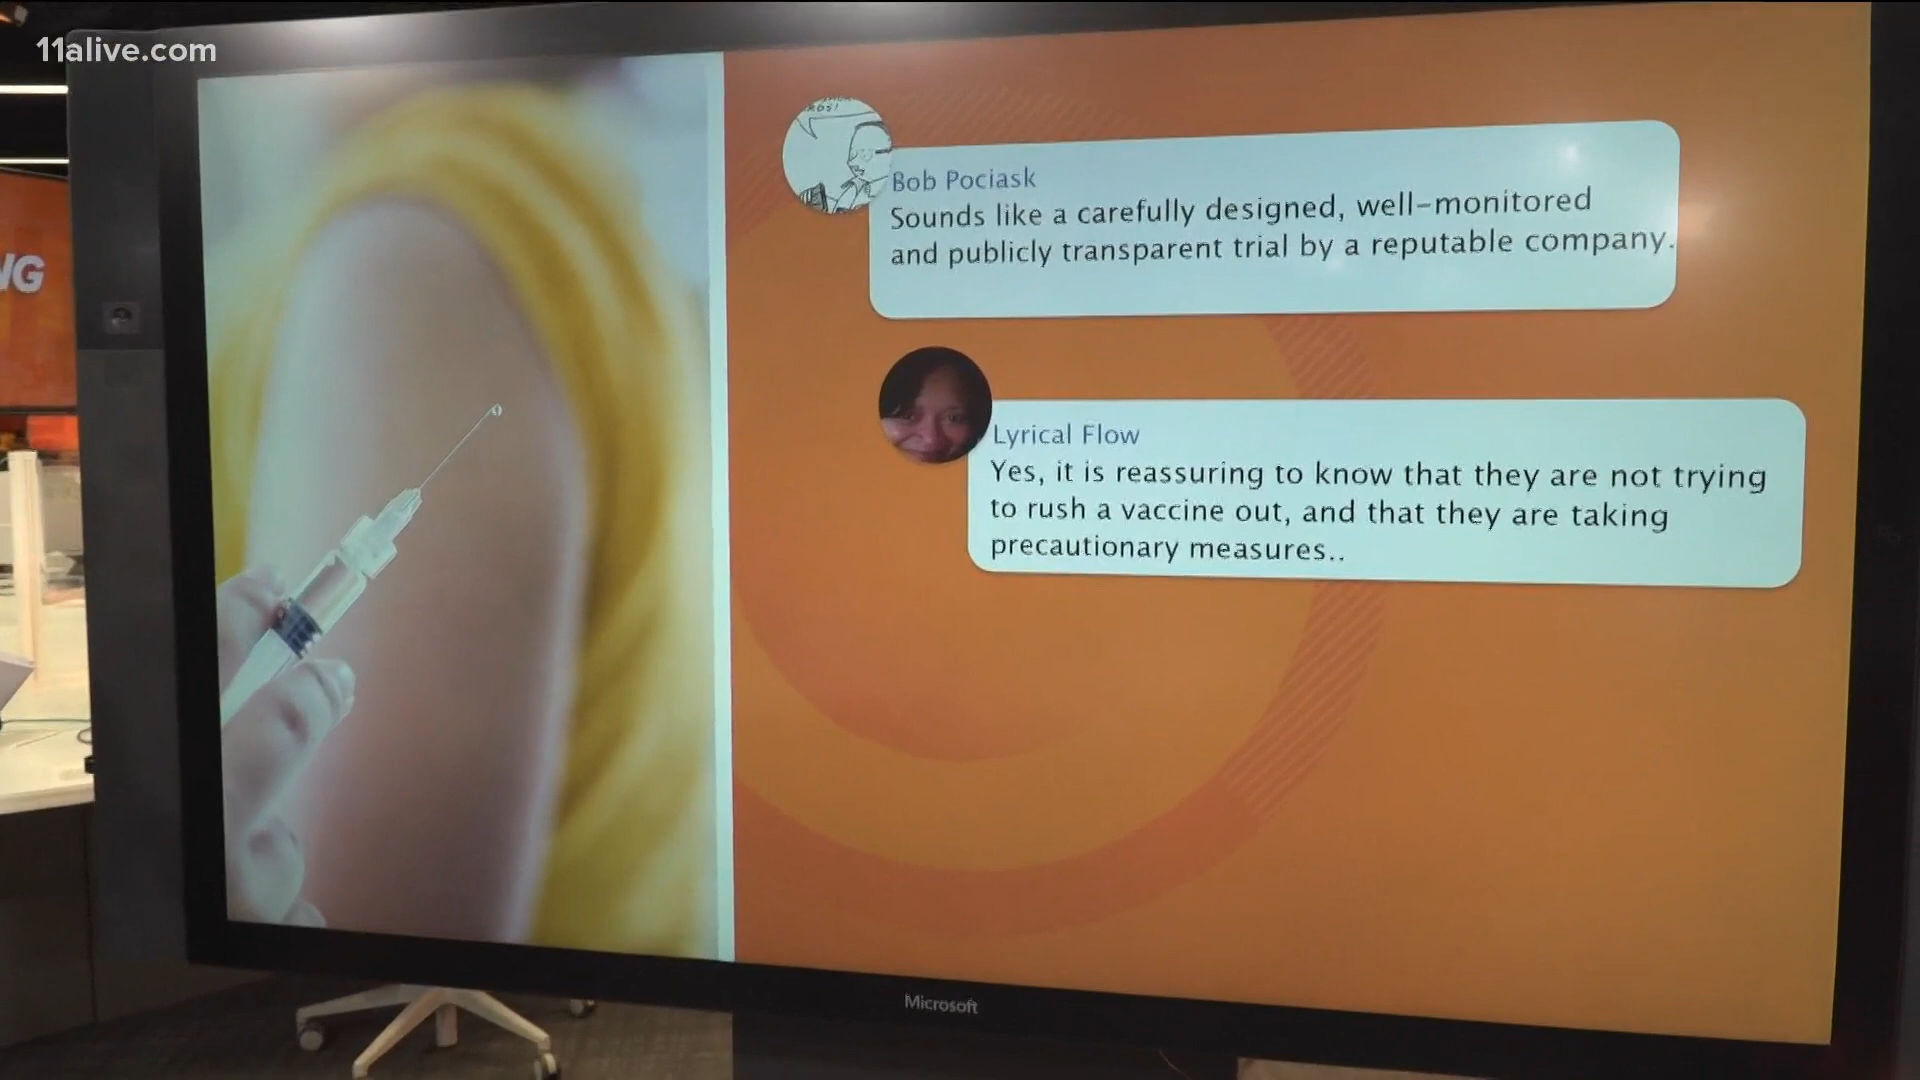 11alive.com
NG
Bob Pociask
Sounds like a carefully designed, well-monitored
and publicly transparent trial by a reputable company.
Lyrical Flow
Yes, it is reassuring to know that they are not trying
to rush a vaccine out, and that they are taking
precautionary measures..
Microsoft